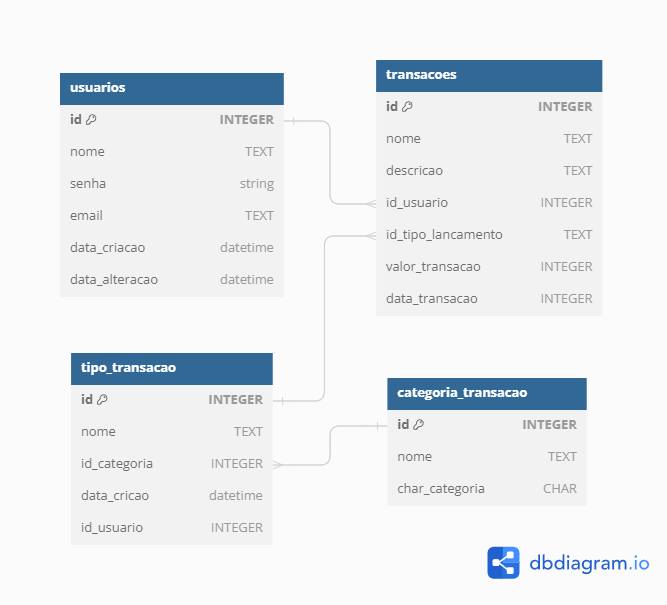 usuarios
id INTEGER
nome TEXT
senha string
email TEXT
data_criacao datetime
data_alteracao datetime
transacoes
id INTEGER
nome TEXT
descricao TEXT
id_usuario INTEGER
id_tipo_lancamento TEXT
valor_transacao INTEGER
data_transacao INTEGER
tipo_transacao
id INTEGER
nome TEXT
id_categoria INTEGER
data_cricao datetime
id_usuario INTEGER
categoria_transacao
id INTEGER
nome TEXT
char_categoria CHAR
dbdiagram.io